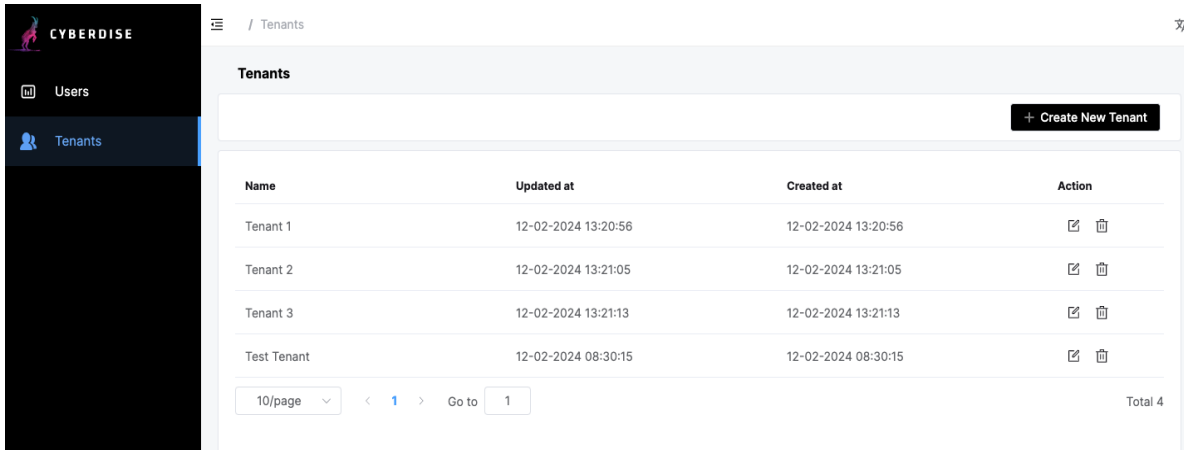 CYBERDISE
/ Tenants
Users
Tenants
Tenants
+ Create New Tenant
Name Updated at Created at Action
Tenant 1 12-02-2024 13:20:56 12-02-2024 13:20:56
Tenant 2 12-02-2024 13:21:05 12-02-2024 13:21:05
Tenant 3 12-02-2024 13:21:13 12-02-2024 13:21:13
Test Tenant 12-02-2024 08:30:15 12-02-2024 08:30:15
10/page < 1 > Go to 1 Total 4